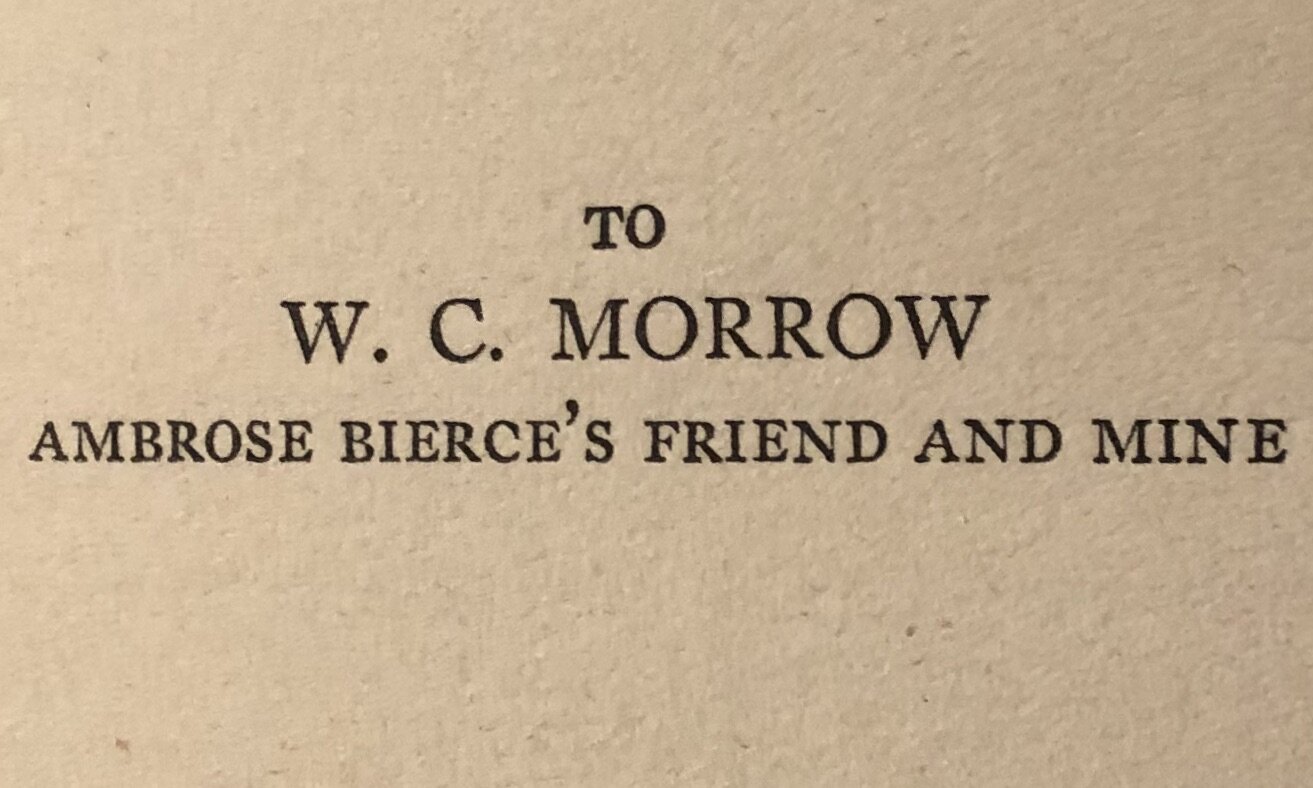 TO
W. C. MORROW
AMBROSE BIERCE'S FRIEND AND MINE